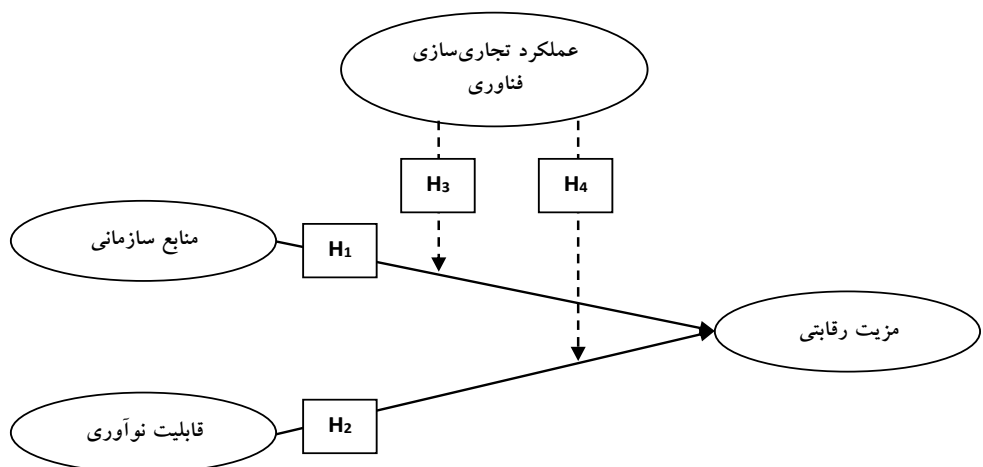 عملکرد تجاری‌سازی
فناوری
H3
H4
منابع سازمانی
H1
مزیت رقابتی
قابلیت نوآوری
H2